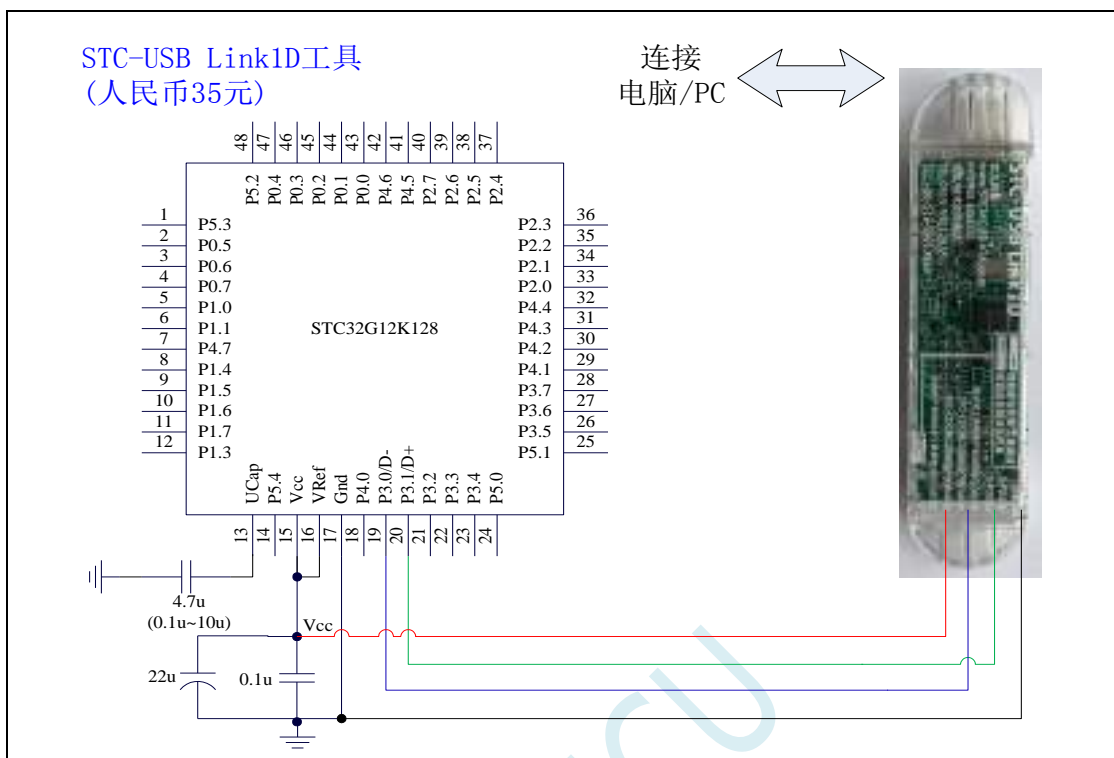 STC-USB Link1D工具
(人民币35元)
连接
电脑/PC
48 47 46 45 44 43 42 41 40 39 38 37
P5.2 P0.4 P0.3 P0.2 P0.1 P0.0 P4.6 P4.5 P2.7 P2.6 P2.5 P2.4
1 P5.3
2 P0.5
3 P0.6
4 P0.7
5 P1.0
6 P1.1
7 P4.7
8 P1.4
9 P1.5
10 P1.6
11 P1.7
12 P1.3
STC32G12K128
P2.3 36
P2.2 35
P2.1 34
P2.0 33
P4.4 32
P4.3 31
P4.2 30
P4.1 29
P3.7 28
P3.6 27
P3.5 26
P5.1 25
UCap P5.4 Vcc VRef Gnd P4.0 P3.0/D- P3.1/D+ P3.2 P3.3 P3.4 P5.0
13 14 15 16 17 18 19 20 21 22 23 24
4.7u
(0.1u~10u)
Vcc
22u
0.1u
CU